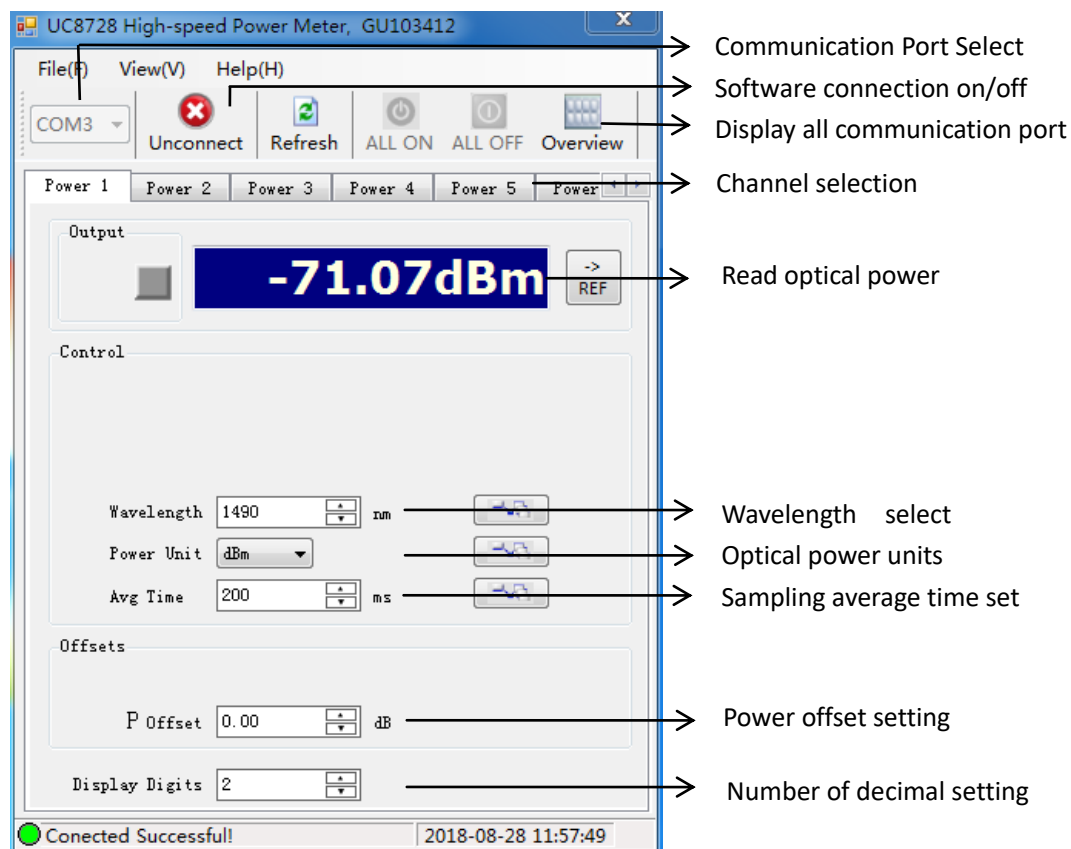 UC8728 High-speed Power Meter, GU103412
X
Communication Port Select
File(F) View(V) Help(H)
Software connection on/off
COM3
Unconnect Refresh ALL ON ALL OFF Overview
Display all communication port
Power 1 Power 2 Power 3 Power 4 Power 5 Power
Channel selection
Output
-71.07dBm
->
REF
Read optical power
Control
Wavelength 1490 nm
Wavelength select
Power Unit dBm
Optical power units
Avg Time 200 ms
Sampling average time set
Offsets
P Offset 0.00 dB
Power offset setting
Display Digits 2
Number of decimal setting
Conected Successful! 2018-08-28 11:57:49